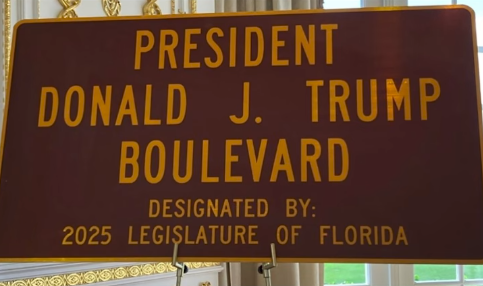 PRESIDENT
DONALD J. TRUMP
BOULEVARD
DESIGNATED BY:
2025 LEGISLATURE OF FLORIDA